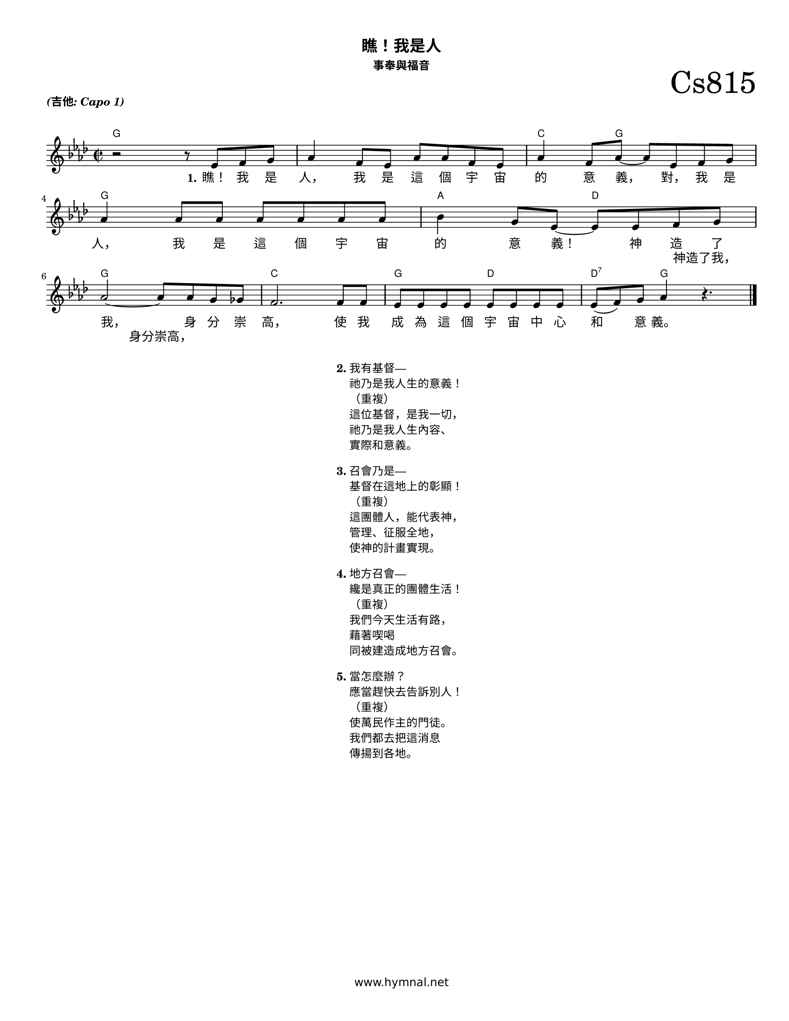 瞧！我是人
事奉與福音
Cs815
(吉他: Capo 1)
G C G
1. 瞧！ 我 是 人， 我 是 這 個 宇 宙 的 意 義， 對， 我 是
4 G A D
人， 我 是 這 個 宇 宙 的 意 義！ 神 造 了
神造了我，
6 G C G D D7 G
我， 身 分 崇 高， 使 我 成 為 這 個 宇 宙 中 心 和 意 義。
身分崇高，
2. 我有基督—
祂乃是我人生的意義！
（重複）
這位基督，是我一切，
祂乃是我人生內容、
實際和意義。
3. 召會乃是—
基督在這地上的彰顯！
（重複）
這團體人，能代表神，
管理、征服全地，
使神的計畫實現。
4. 地方召會—
纔是真正的團體生活！
（重複）
我們今天生活有路，
藉著喫喝
同被建造成地方召會。
5. 當怎麼辦？
應當趕快去告訴別人！
（重複）
使萬民作主的門徒。
我們都去把這消息
傳揚到各地。
www.hymnal.net